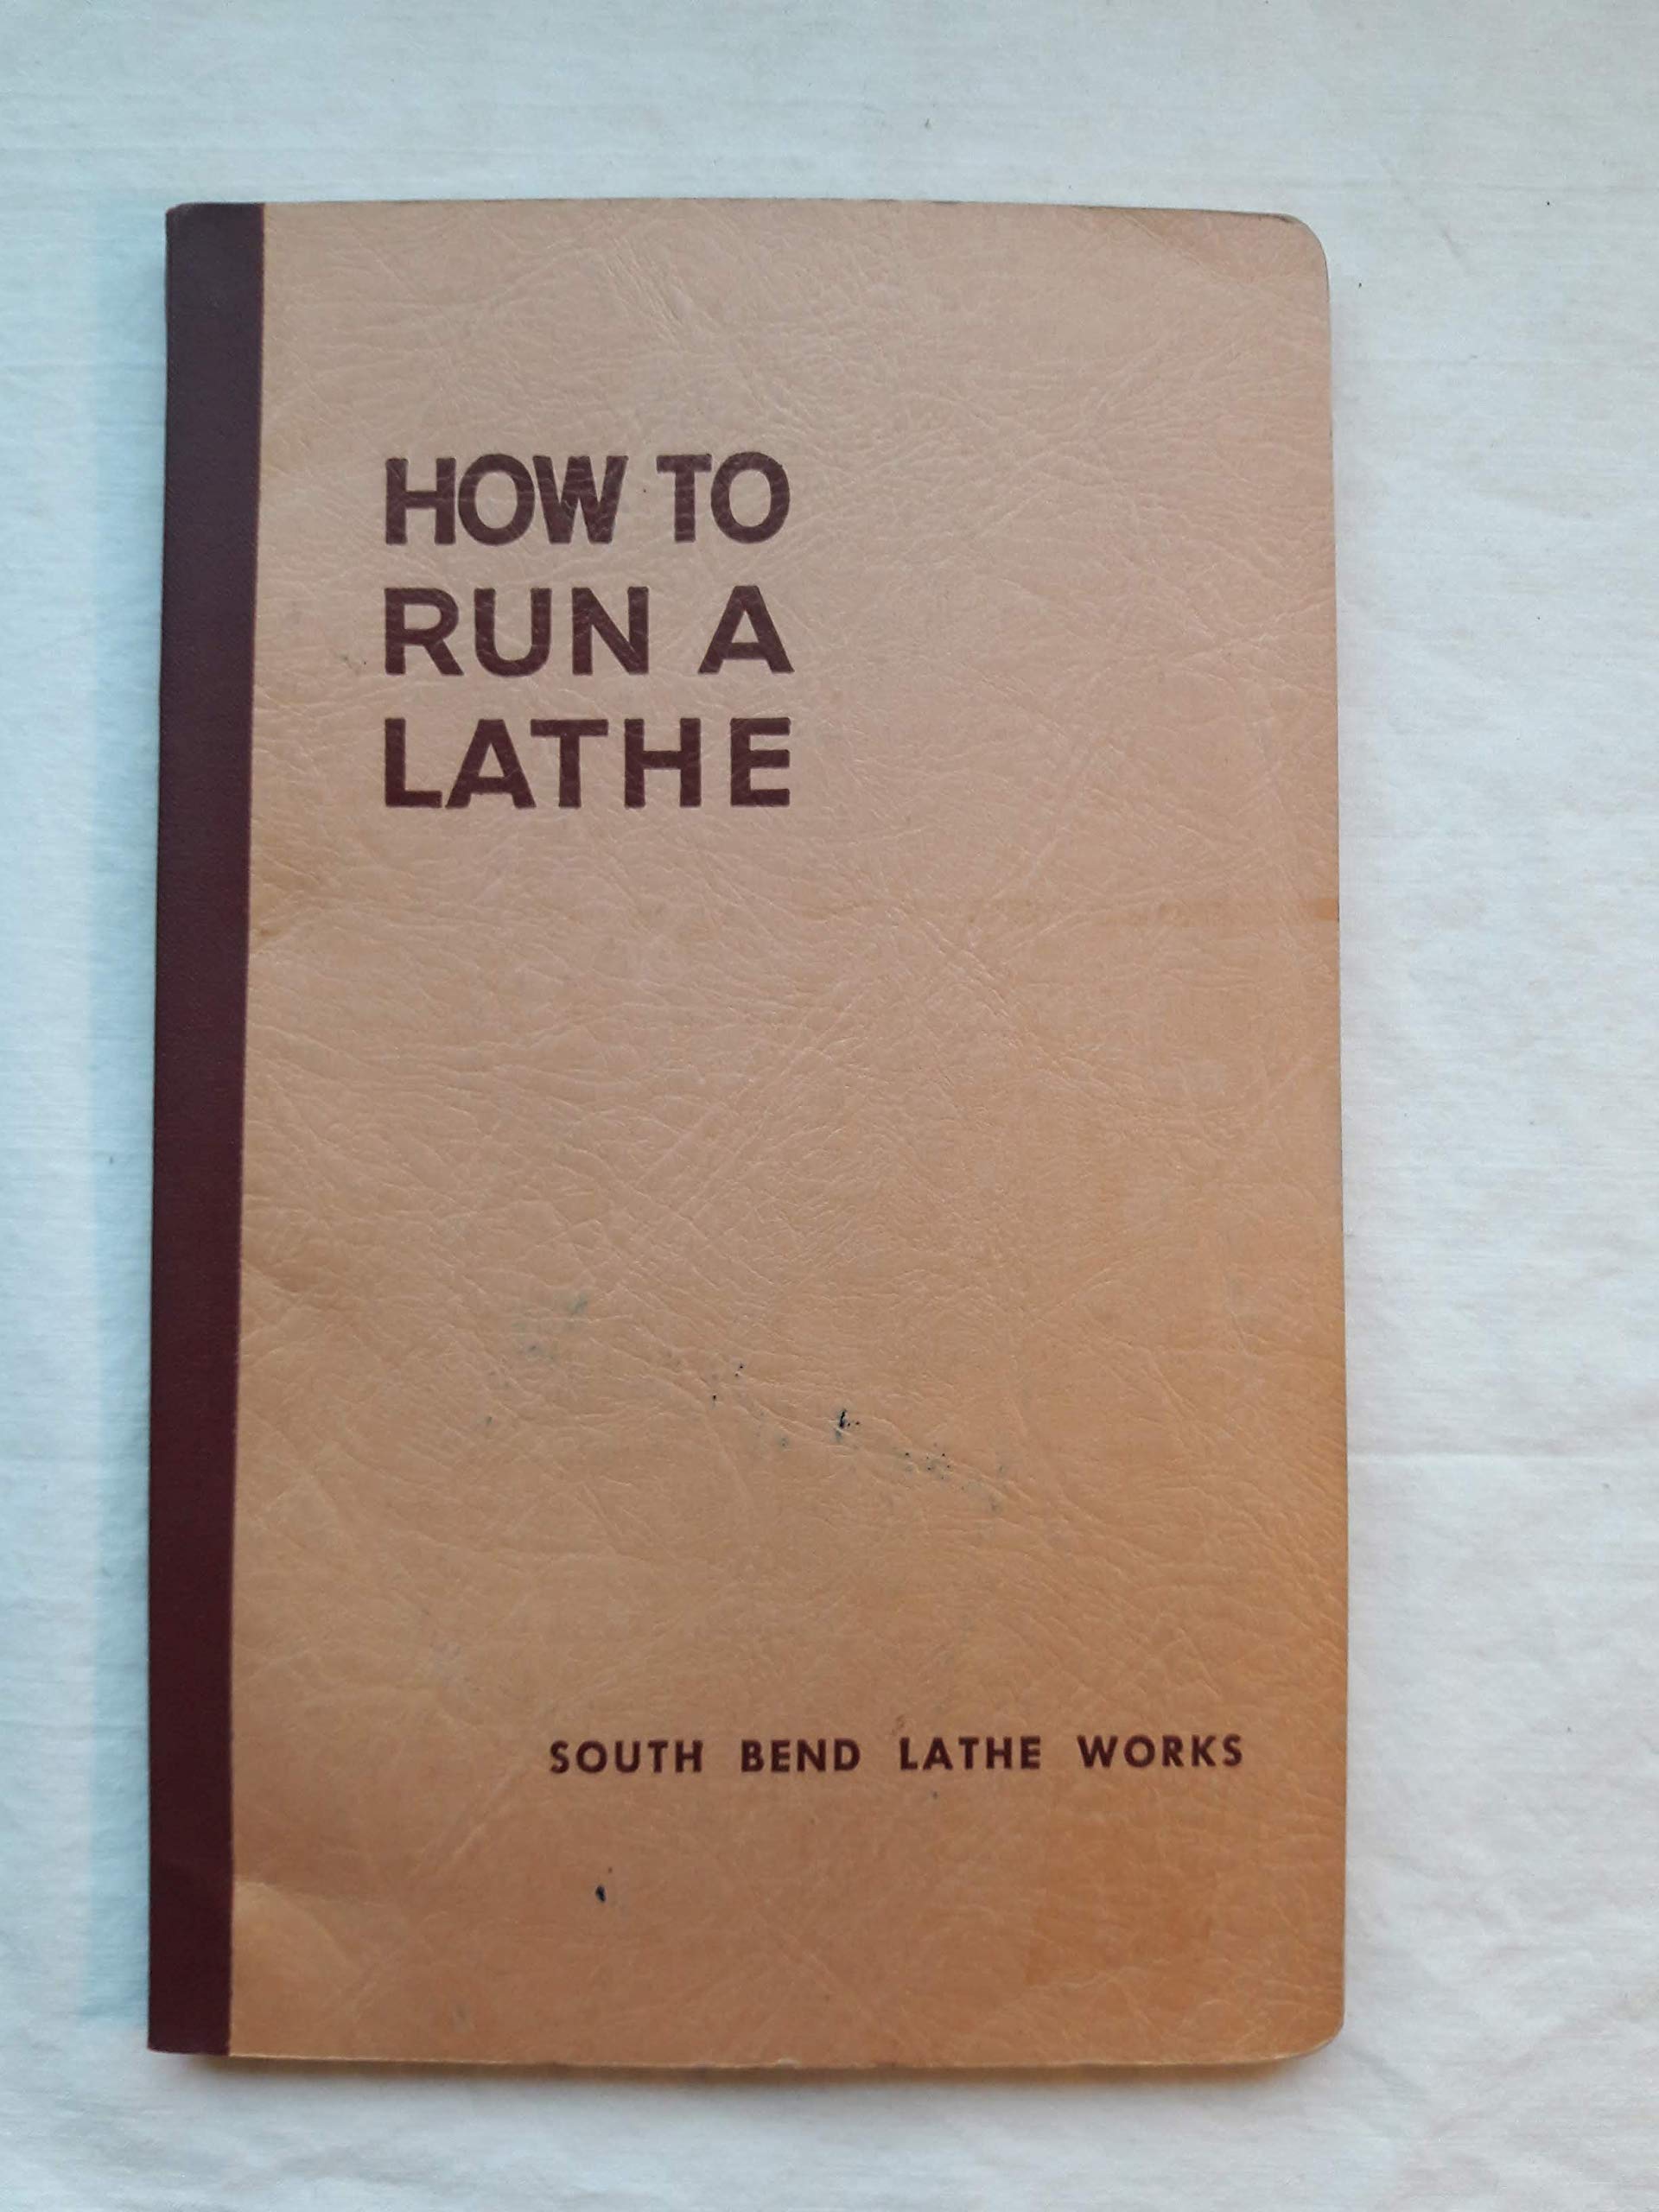 HOW TO
RUN A
LATHE
SOUTH BEND LATHE WORKS